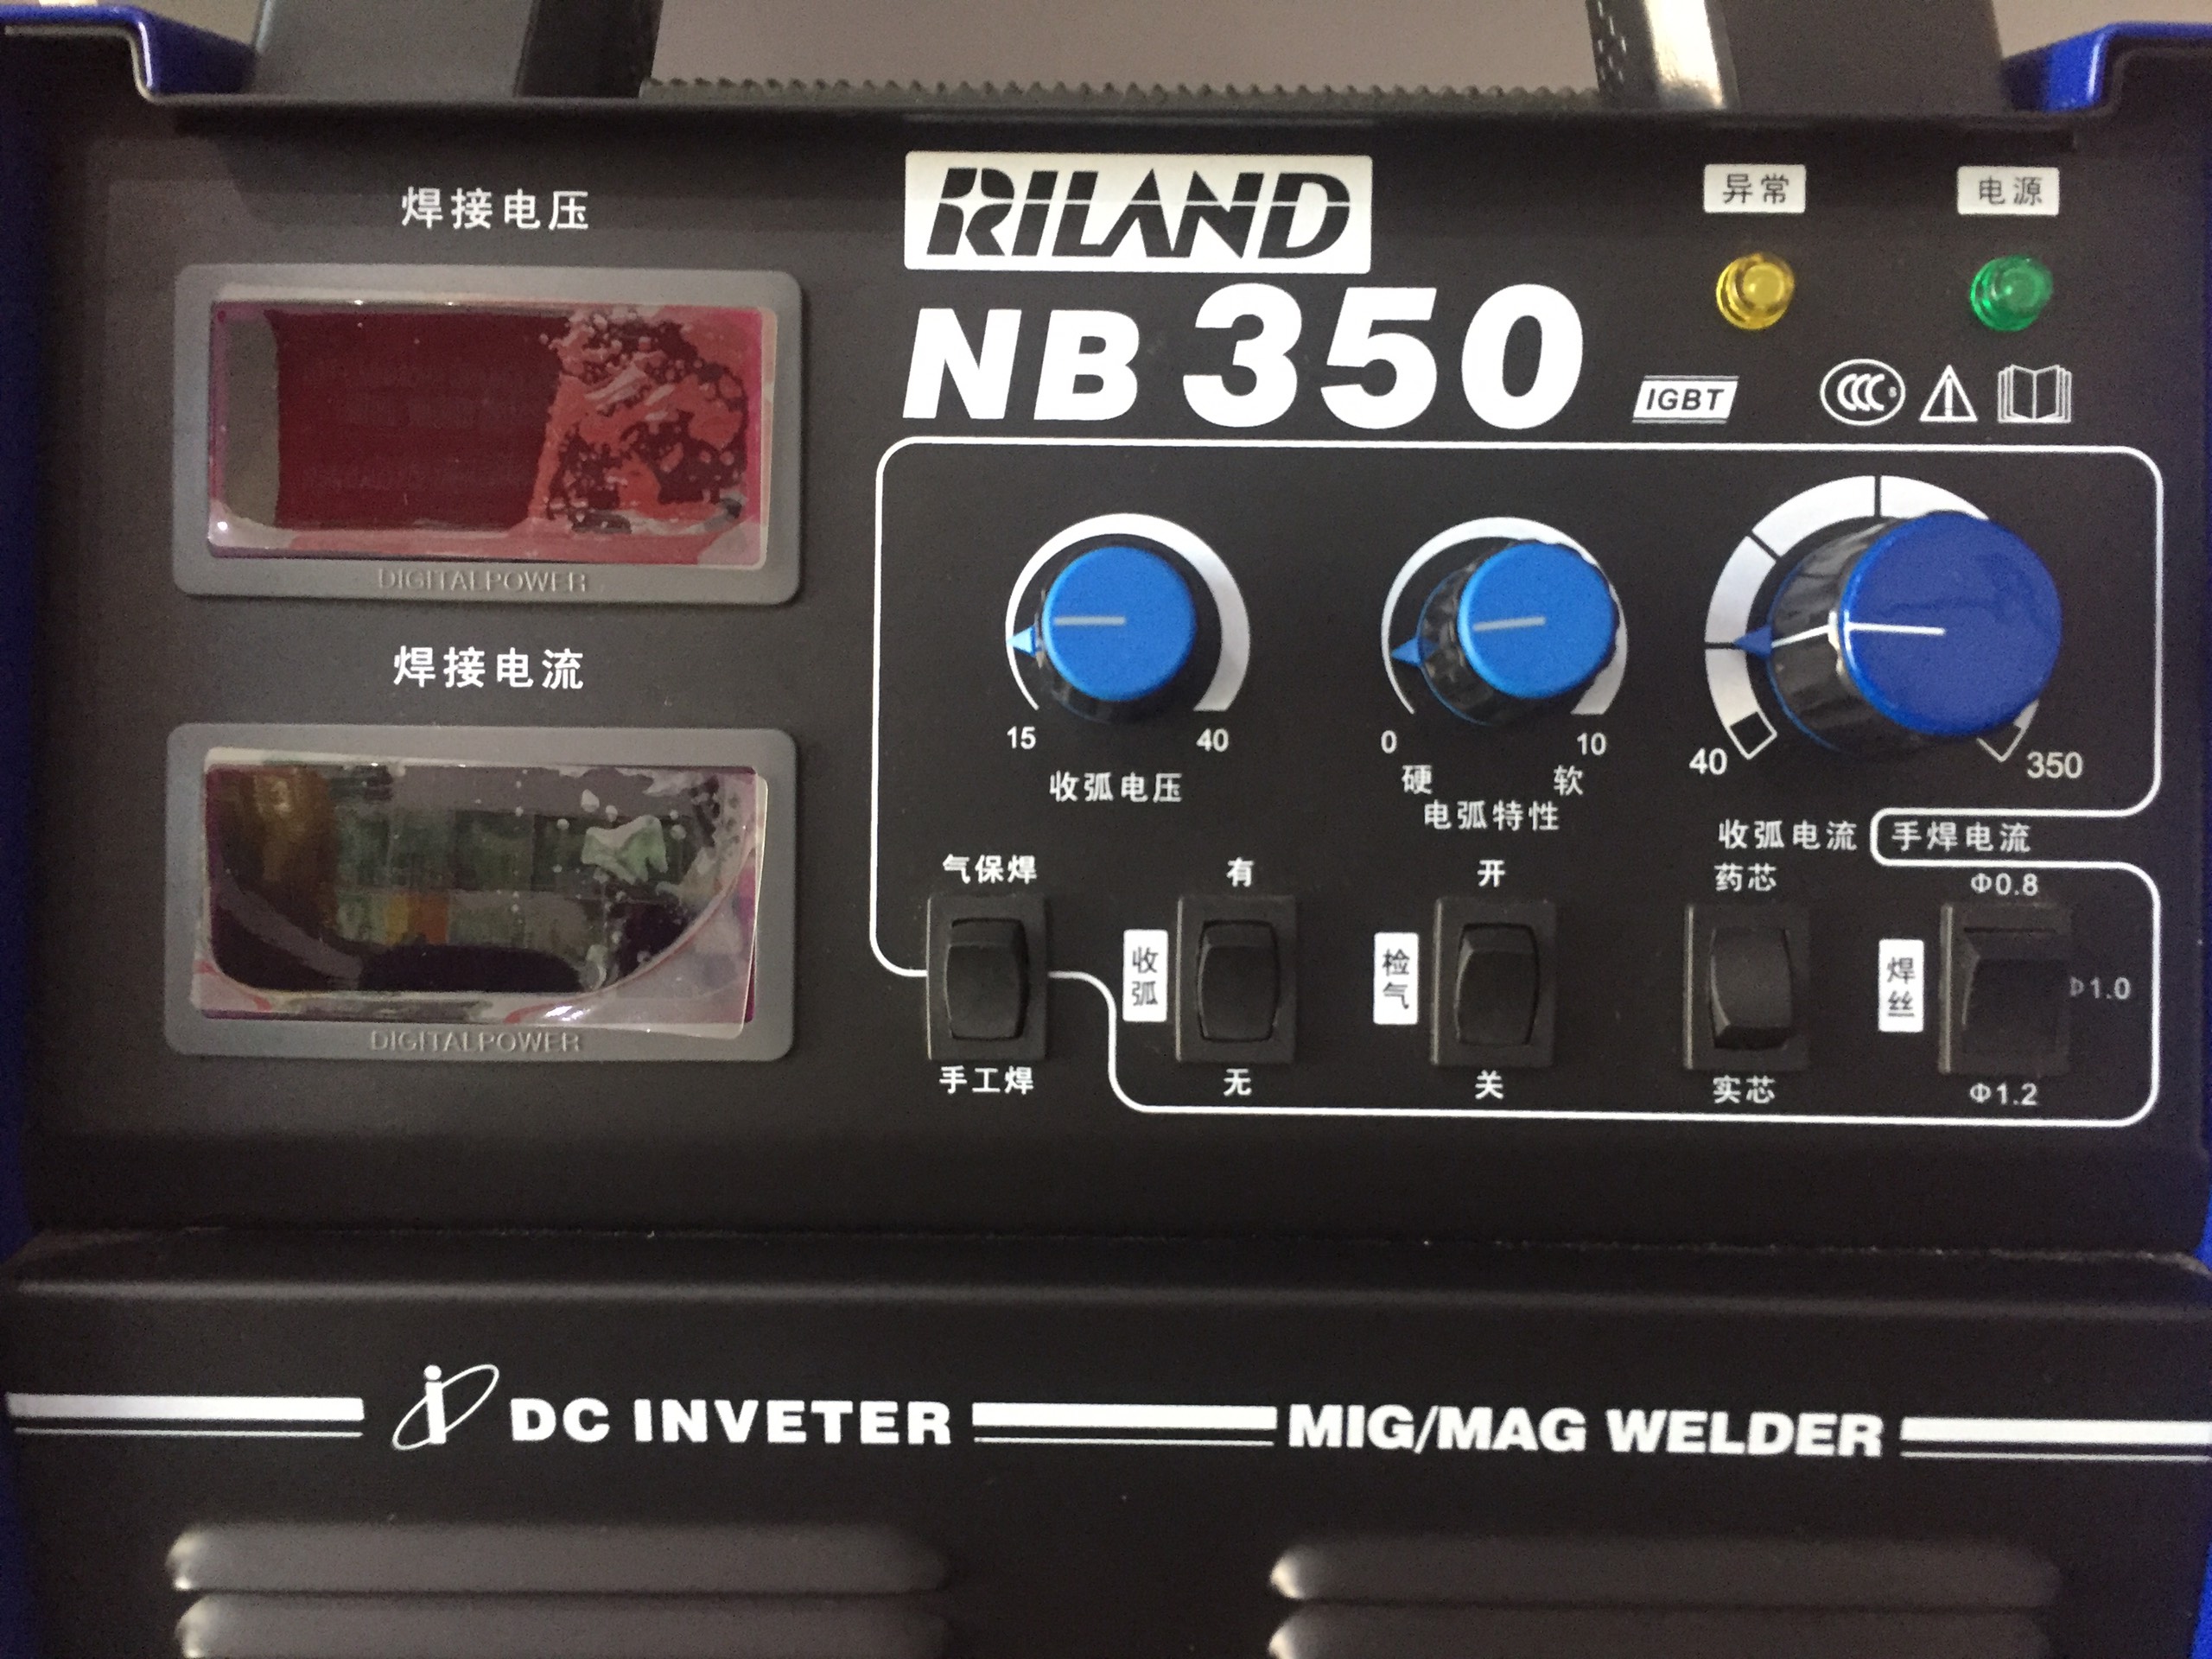 焊接电压
DIGITALPOWER
焊接电流
DIGITALPOWER
RILAND
NB 350
IGBT
异常
电源
CCC S
15
40
收弧电压
0
10
硬
软
电弧特性
40
350
收弧电流
手焊电流
气保焊
手工焊
收弧
有
无
检气
开
关
药芯
实芯
焊丝
Φ0.8
Φ1.0
Φ1.2
DC INVETER
MIG/MAG WELDER